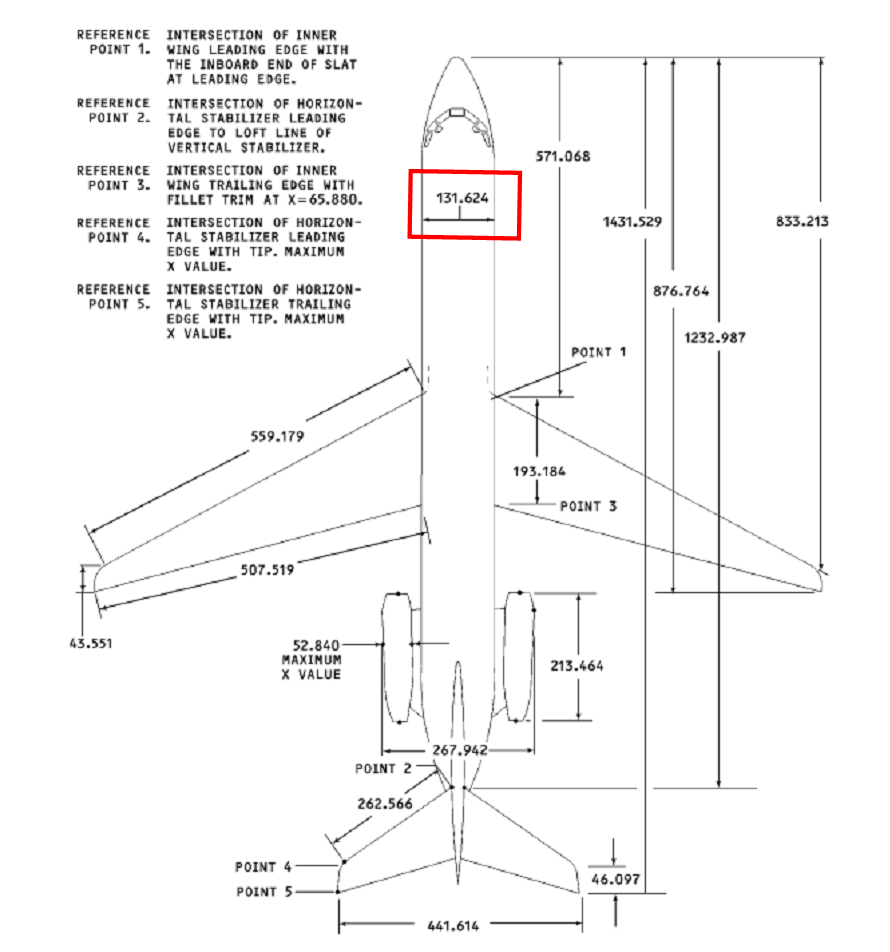 REFERENCE POINT 1. INTERSECTION OF INNER
WING LEADING EDGE WITH
THE INBOARD END OF SLAT
AT LEADING EDGE.
REFERENCE POINT 2. INTERSECTION OF HORIZON-
TAL STABILIZER LEADING
EDGE TO LOFT LINE OF
VERTICAL STABILIZER.
REFERENCE POINT 3. INTERSECTION OF INNER
WING TRAILING EDGE WITH
FILLET TRIM AT X=65.880.
REFERENCE POINT 4. INTERSECTION OF HORIZON-
TAL STABILIZER LEADING
EDGE WITH TIP. MAXIMUM
X VALUE.
REFERENCE POINT 5. INTERSECTION OF HORIZON-
TAL STABILIZER TRAILING
EDGE WITH TIP. MAXIMUM
X VALUE.
571.068
131.624
1431.529
833.213
876.764
1232.987
POINT 1
559.179
193.184
POINT 3
507.519
43.551
52.840
MAXIMUM
X VALUE
213.464
267.942
POINT 2
262.566
POINT 4
46.097
POINT 5
441.614